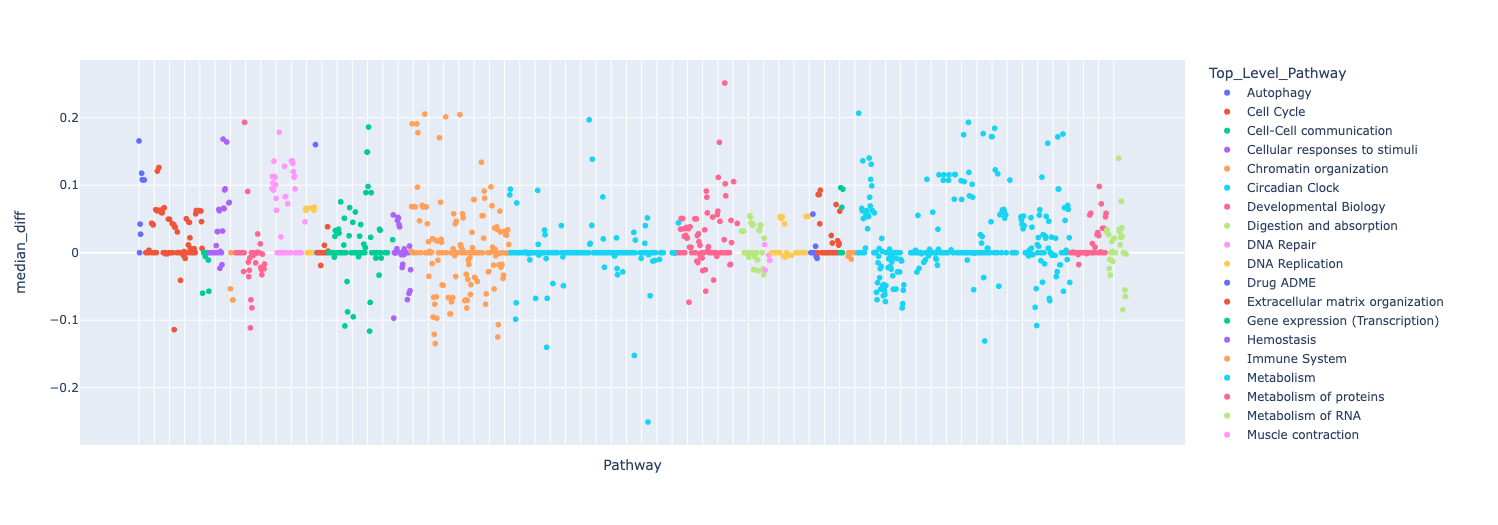 median_diff
0.2
0.1
0
−0.1
−0.2
Pathway
Top_Level_Pathway
Autophagy
Cell Cycle
Cell-Cell communication
Cellular responses to stimuli
Chromatin organization
Circadian Clock
Developmental Biology
Digestion and absorption
DNA Repair
DNA Replication
Drug ADME
Extracellular matrix organization
Gene expression (Transcription)
Hemostasis
Immune System
Metabolism
Metabolism of proteins
Metabolism of RNA
Muscle contraction